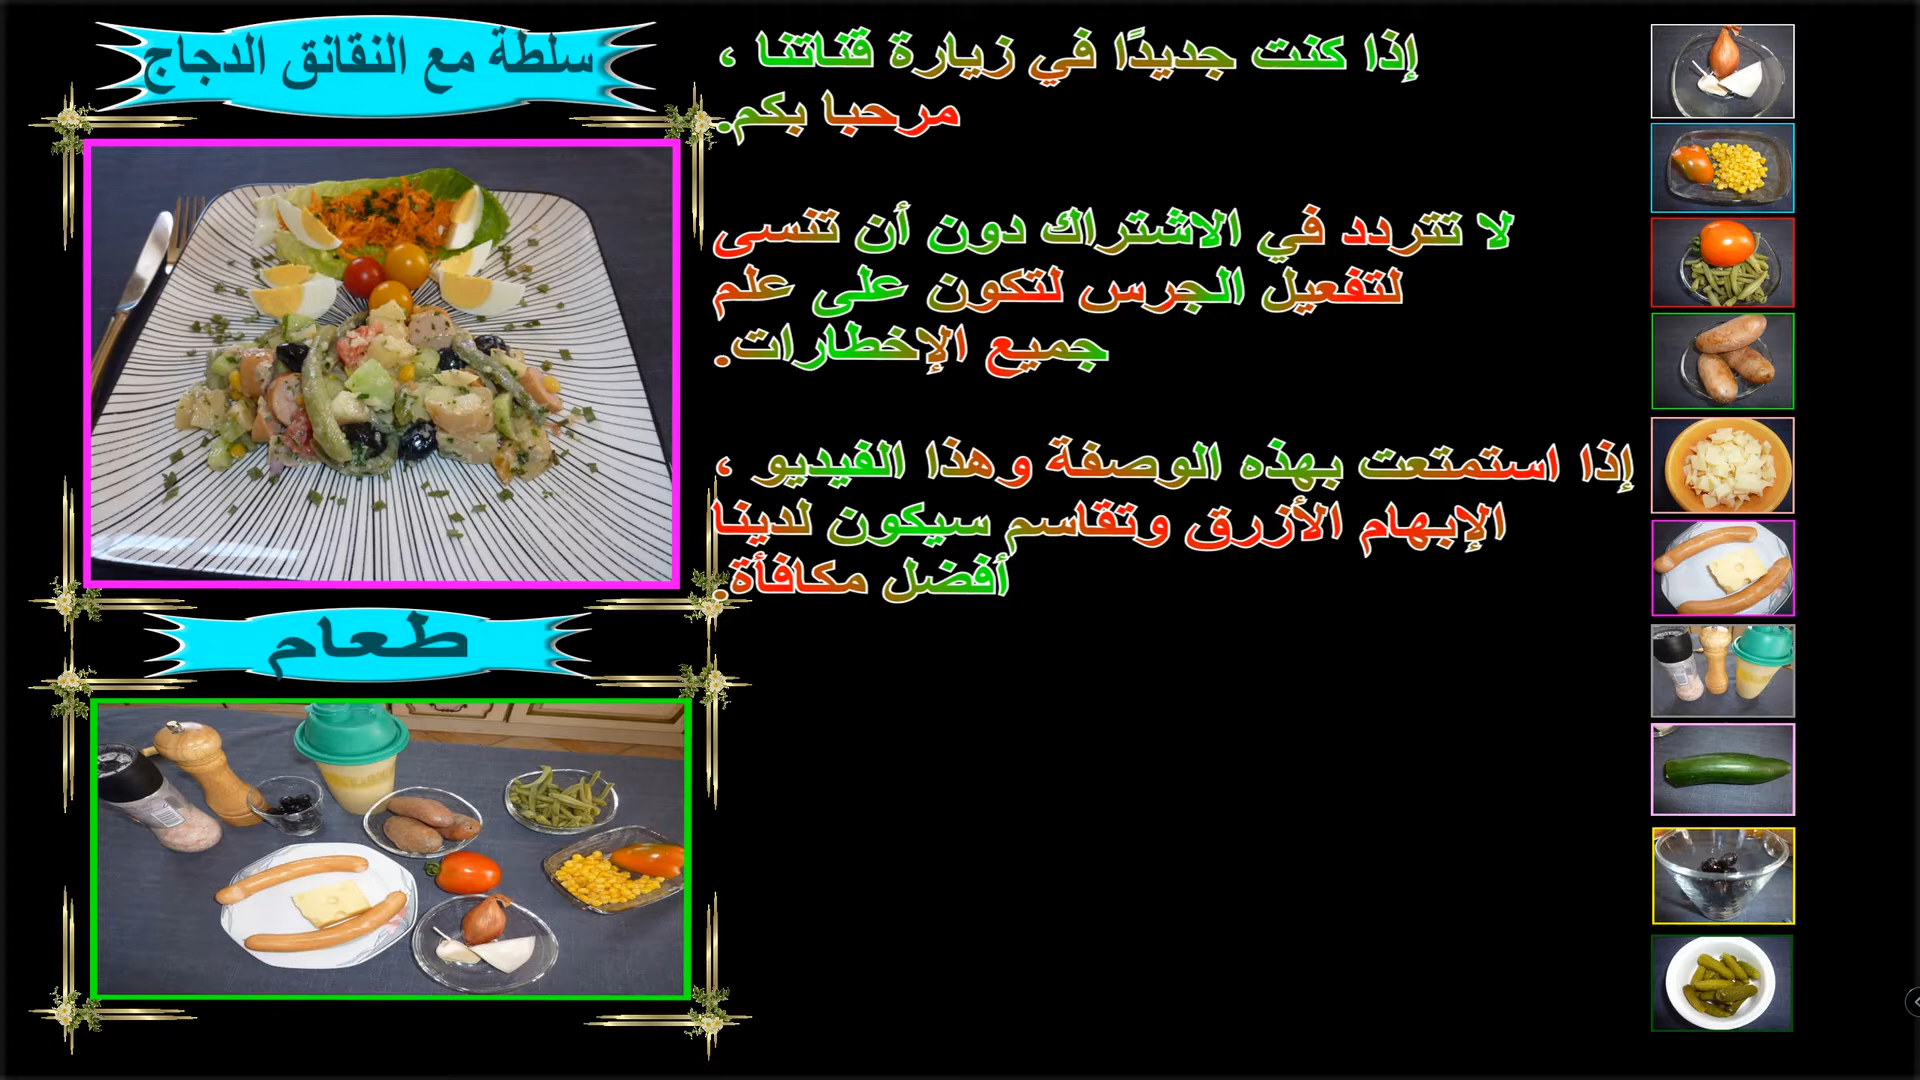 سلطة مع النقانق الدجاج
إذا كنت جديدًا في زيارة قناتنا ،
مرحبا بكم.
لا تتردد في الاشتراك دون أن تنسى
لتفعيل الجرس لتكون على علم
جميع الإخطارات.
إذا استمتعت بهذه الوصفة وهذا الفيديو ،
الإبهام الأزرق وتقاسم سيكون لدينا
أفضل مكافأة.
طعام